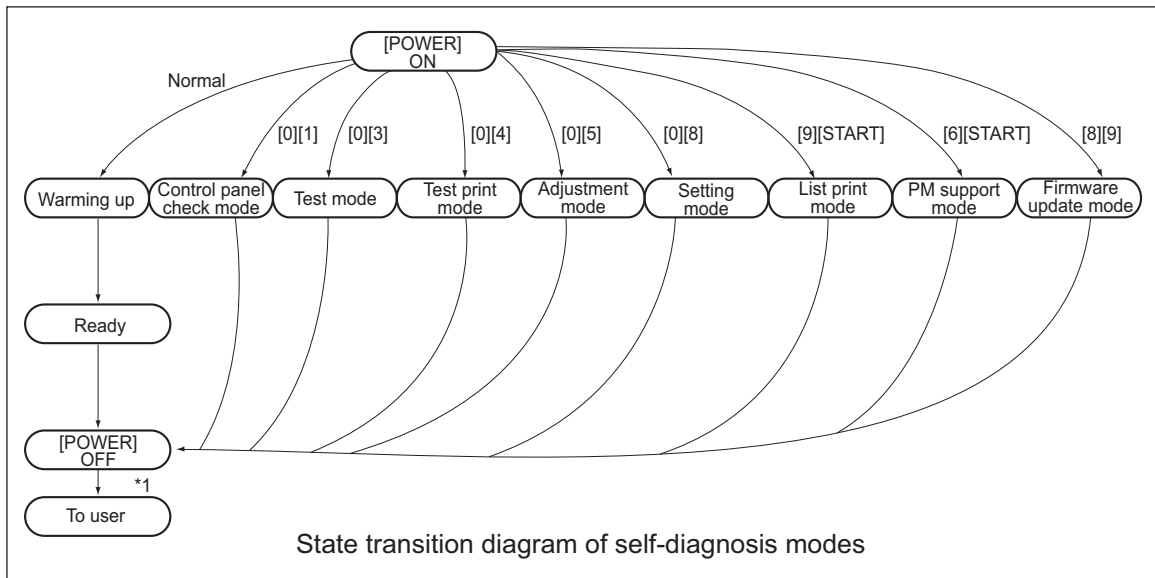 [POWER]
ON
Normal
[0][1]
[0][3]
[0][4]
[0][5]
[0][8]
[9][START]
[6][START]
[8][9]
Warming up
Control panel
check mode
Test mode
Test print
mode
Adjustment
mode
Setting
mode
List print
mode
PM support
mode
Firmware
update mode
Ready
[POWER]
OFF
*1
To user
State transition diagram of self-diagnosis modes